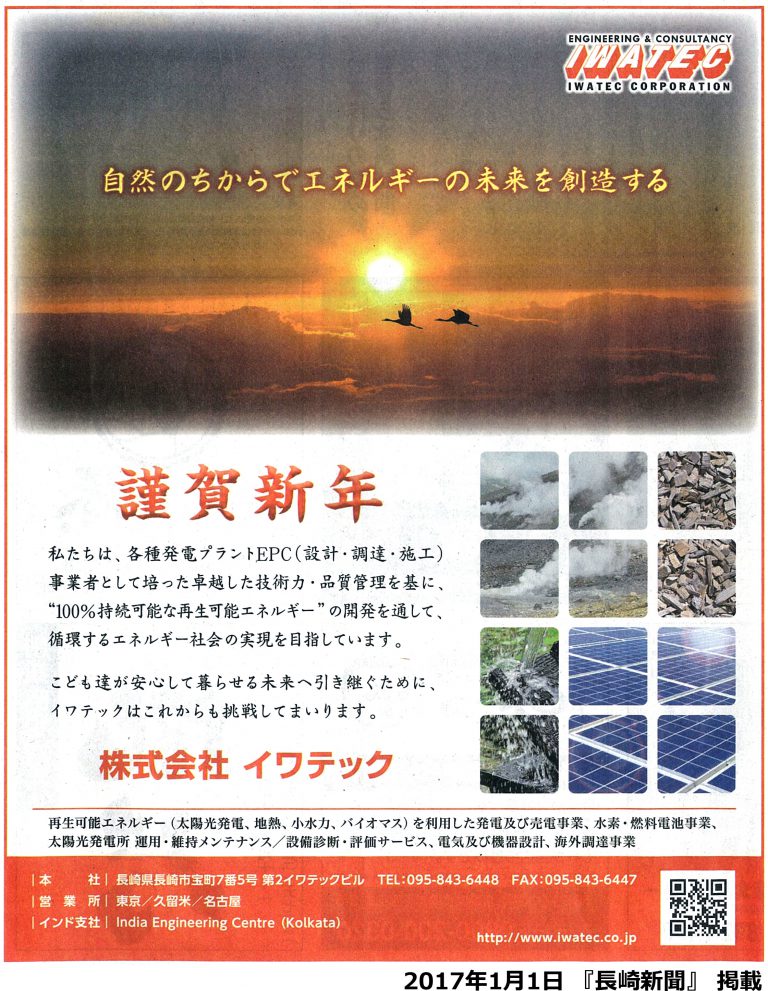 ENGINEERING & CONSULTANCY
IWATEC
IWATEC CORPORATION
自然のちからでエネルギーの未来を創造する
謹賀新年
私たちは、各種発電プラントEPC（設計・調達・施工）
事業者として培った卓越した技術力・品質管理を基に、
“100%持続可能な再生可能エネルギー”の開発を通して、
循環するエネルギー社会の実現を目指しています。
こども達が安心して暮らせる未来へ引き継ぐために、
イワテックはこれからも挑戦してまいります。
株式会社 イワテック
再生可能エネルギー（太陽光発電、地熱、小水力、バイオマス）を利用した発電及び売電事業、水素・燃料電池事業、
太陽光発電所 運用・維持メンテナンス／設備診断・評価サービス、電気及び機器設計、海外調達事業
|本 社| 長崎県長崎市宝町7番5号 第2イワテックビル TEL:095-843-6448 FAX:095-843-6447
|営 業 所| 東京／久留米／名古屋
|インド支社| India Engineering Centre (Kolkata)
http://www.iwatec.co.jp
2017年1月1日 『長崎新聞』 掲載